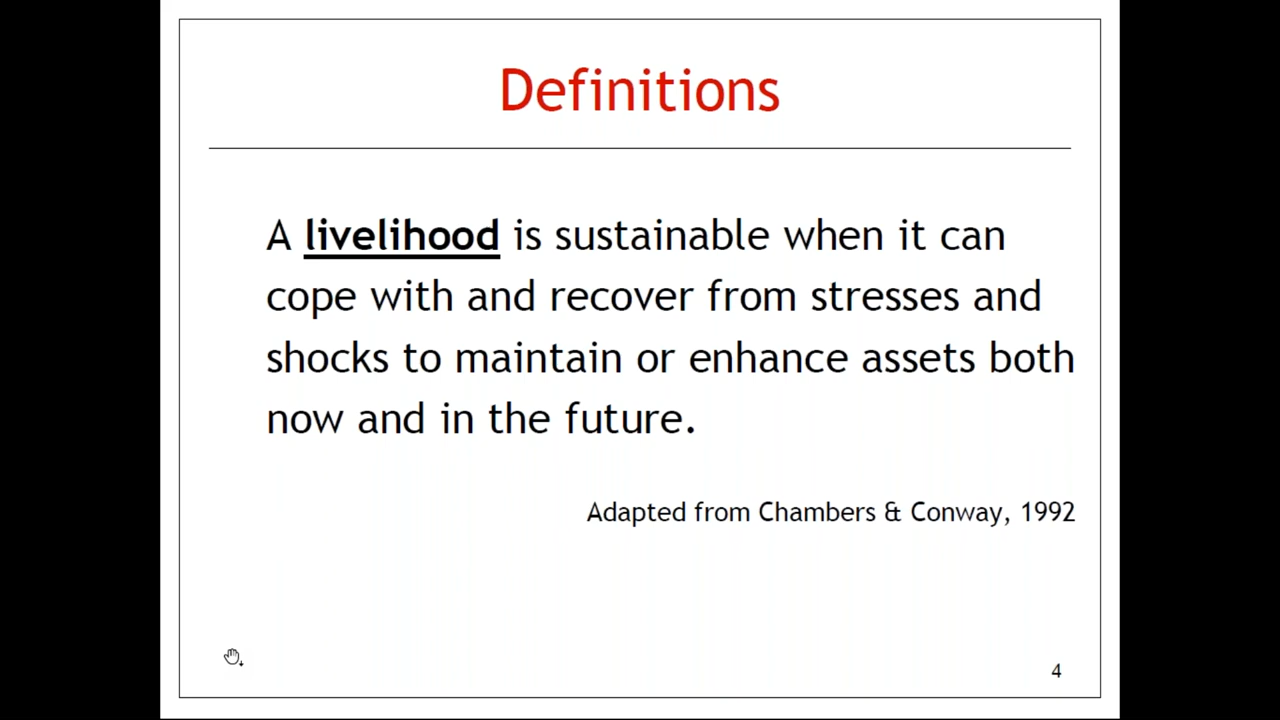 Definitions
A livelihood is sustainable when it can
cope with and recover from stresses and
shocks to maintain or enhance assets both
now and in the future.
Adapted from Chambers & Conway, 1992
4